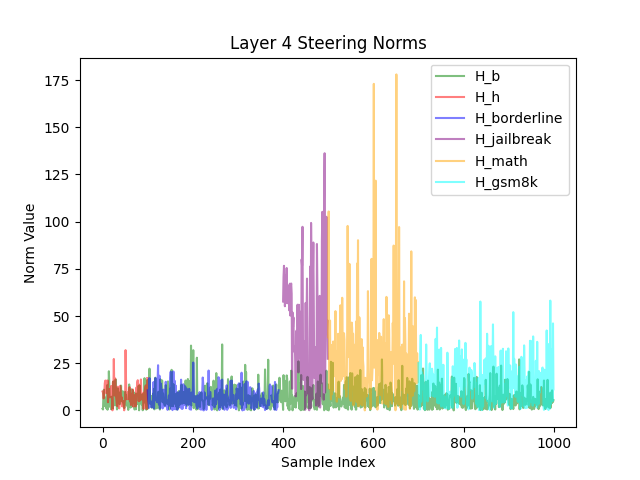 Layer 4 Steering Norms
175
150
125
100
75
50
25
0
Norm Value
H_b
H_h
H_borderline
H_jailbreak
H_math
H_gsm8k
0
200
400
600
800
1000
Sample Index